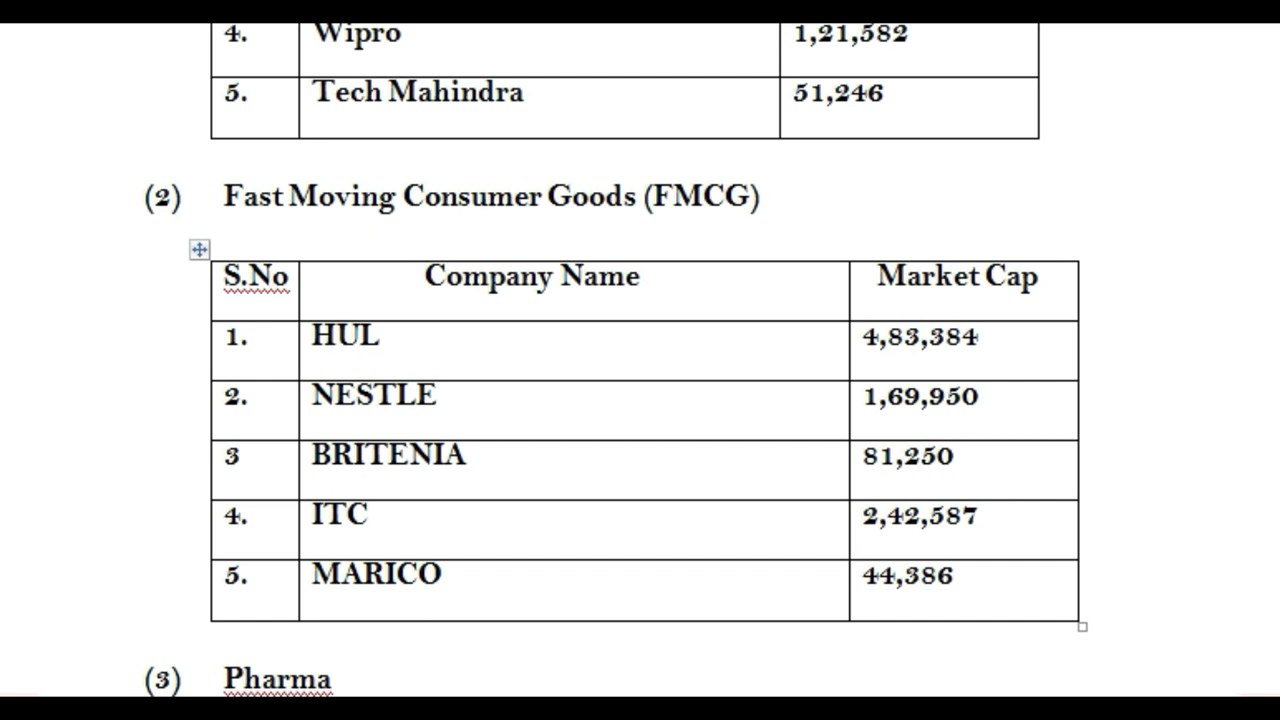 4. Wipro 1,21,582
5. Tech Mahindra 51,246
(2) Fast Moving Consumer Goods (FMCG)
S.No Company Name Market Cap
1. HUL 4,83,384
2. NESTLE 1,69,950
3 BRITENIA 81,250
4. ITC 2,42,587
5. MARICO 44,386
(3) Pharma